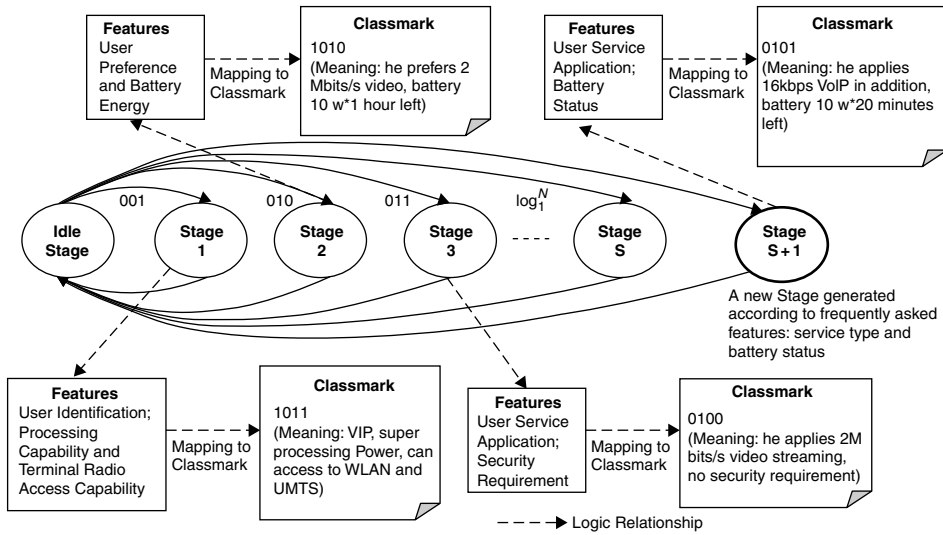 Features
User
Preference
and Battery
Energy
Mapping to
Classmark
Classmark
1010
(Meaning: he prefers 2
Mbits/s video, battery
10 w*1 hour left)
Features
User Service
Application;
Battery
Status
Mapping to
Classmark
Classmark
0101
(Meaning: he applies
16kbps VoIP in addition,
battery 10 w*20 minutes
left)
001
010
011
log₁ᴺ
Idle
Stage
Stage
1
Stage
2
Stage
3
Stage
S
Stage
S + 1
A new Stage generated
according to frequently asked
features: service type and
battery status
Features
User Identification;
Processing
Capability and
Terminal Radio
Access Capability
Mapping to
Classmark
Classmark
1011
(Meaning: VIP, super
processing Power, can
access to WLAN and
UMTS)
Features
User Service
Application;
Security
Requirement
Mapping to
Classmark
Classmark
0100
(Meaning: he applies 2M
bits/s video streaming,
no security requirement)
Logic Relationship